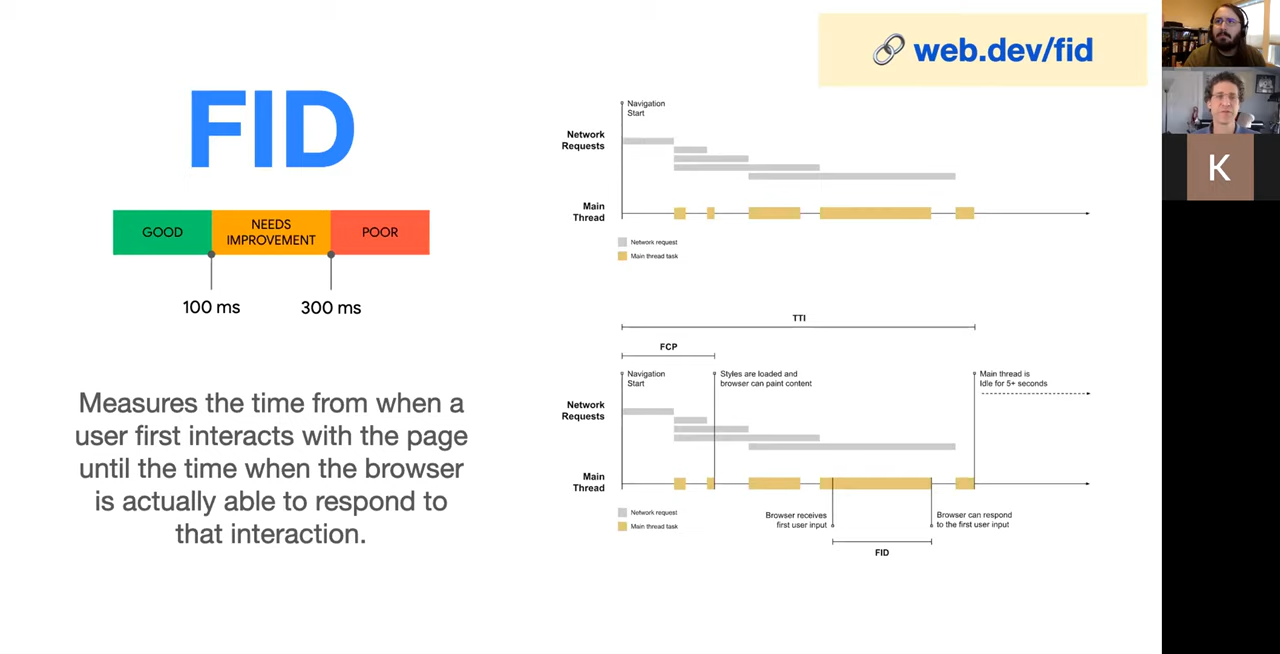 web.dev/fid
FID
GOOD
NEEDS
IMPROVEMENT
POOR
100 ms
300 ms
Measures the time from when a
user first interacts with the page
until the time when the browser
is actually able to respond to
that interaction.
Navigation
Start
Network
Requests
Main
Thread
Network request
Main thread task
TTI
FCP
Navigation
Start
Styles are loaded and
browser can paint content
Main thread is
Idle for 5+ seconds
Network
Requests
Main
Thread
Network request
Main thread task
Browser receives
first user input
Browser can respond
to the first user input
FID
K